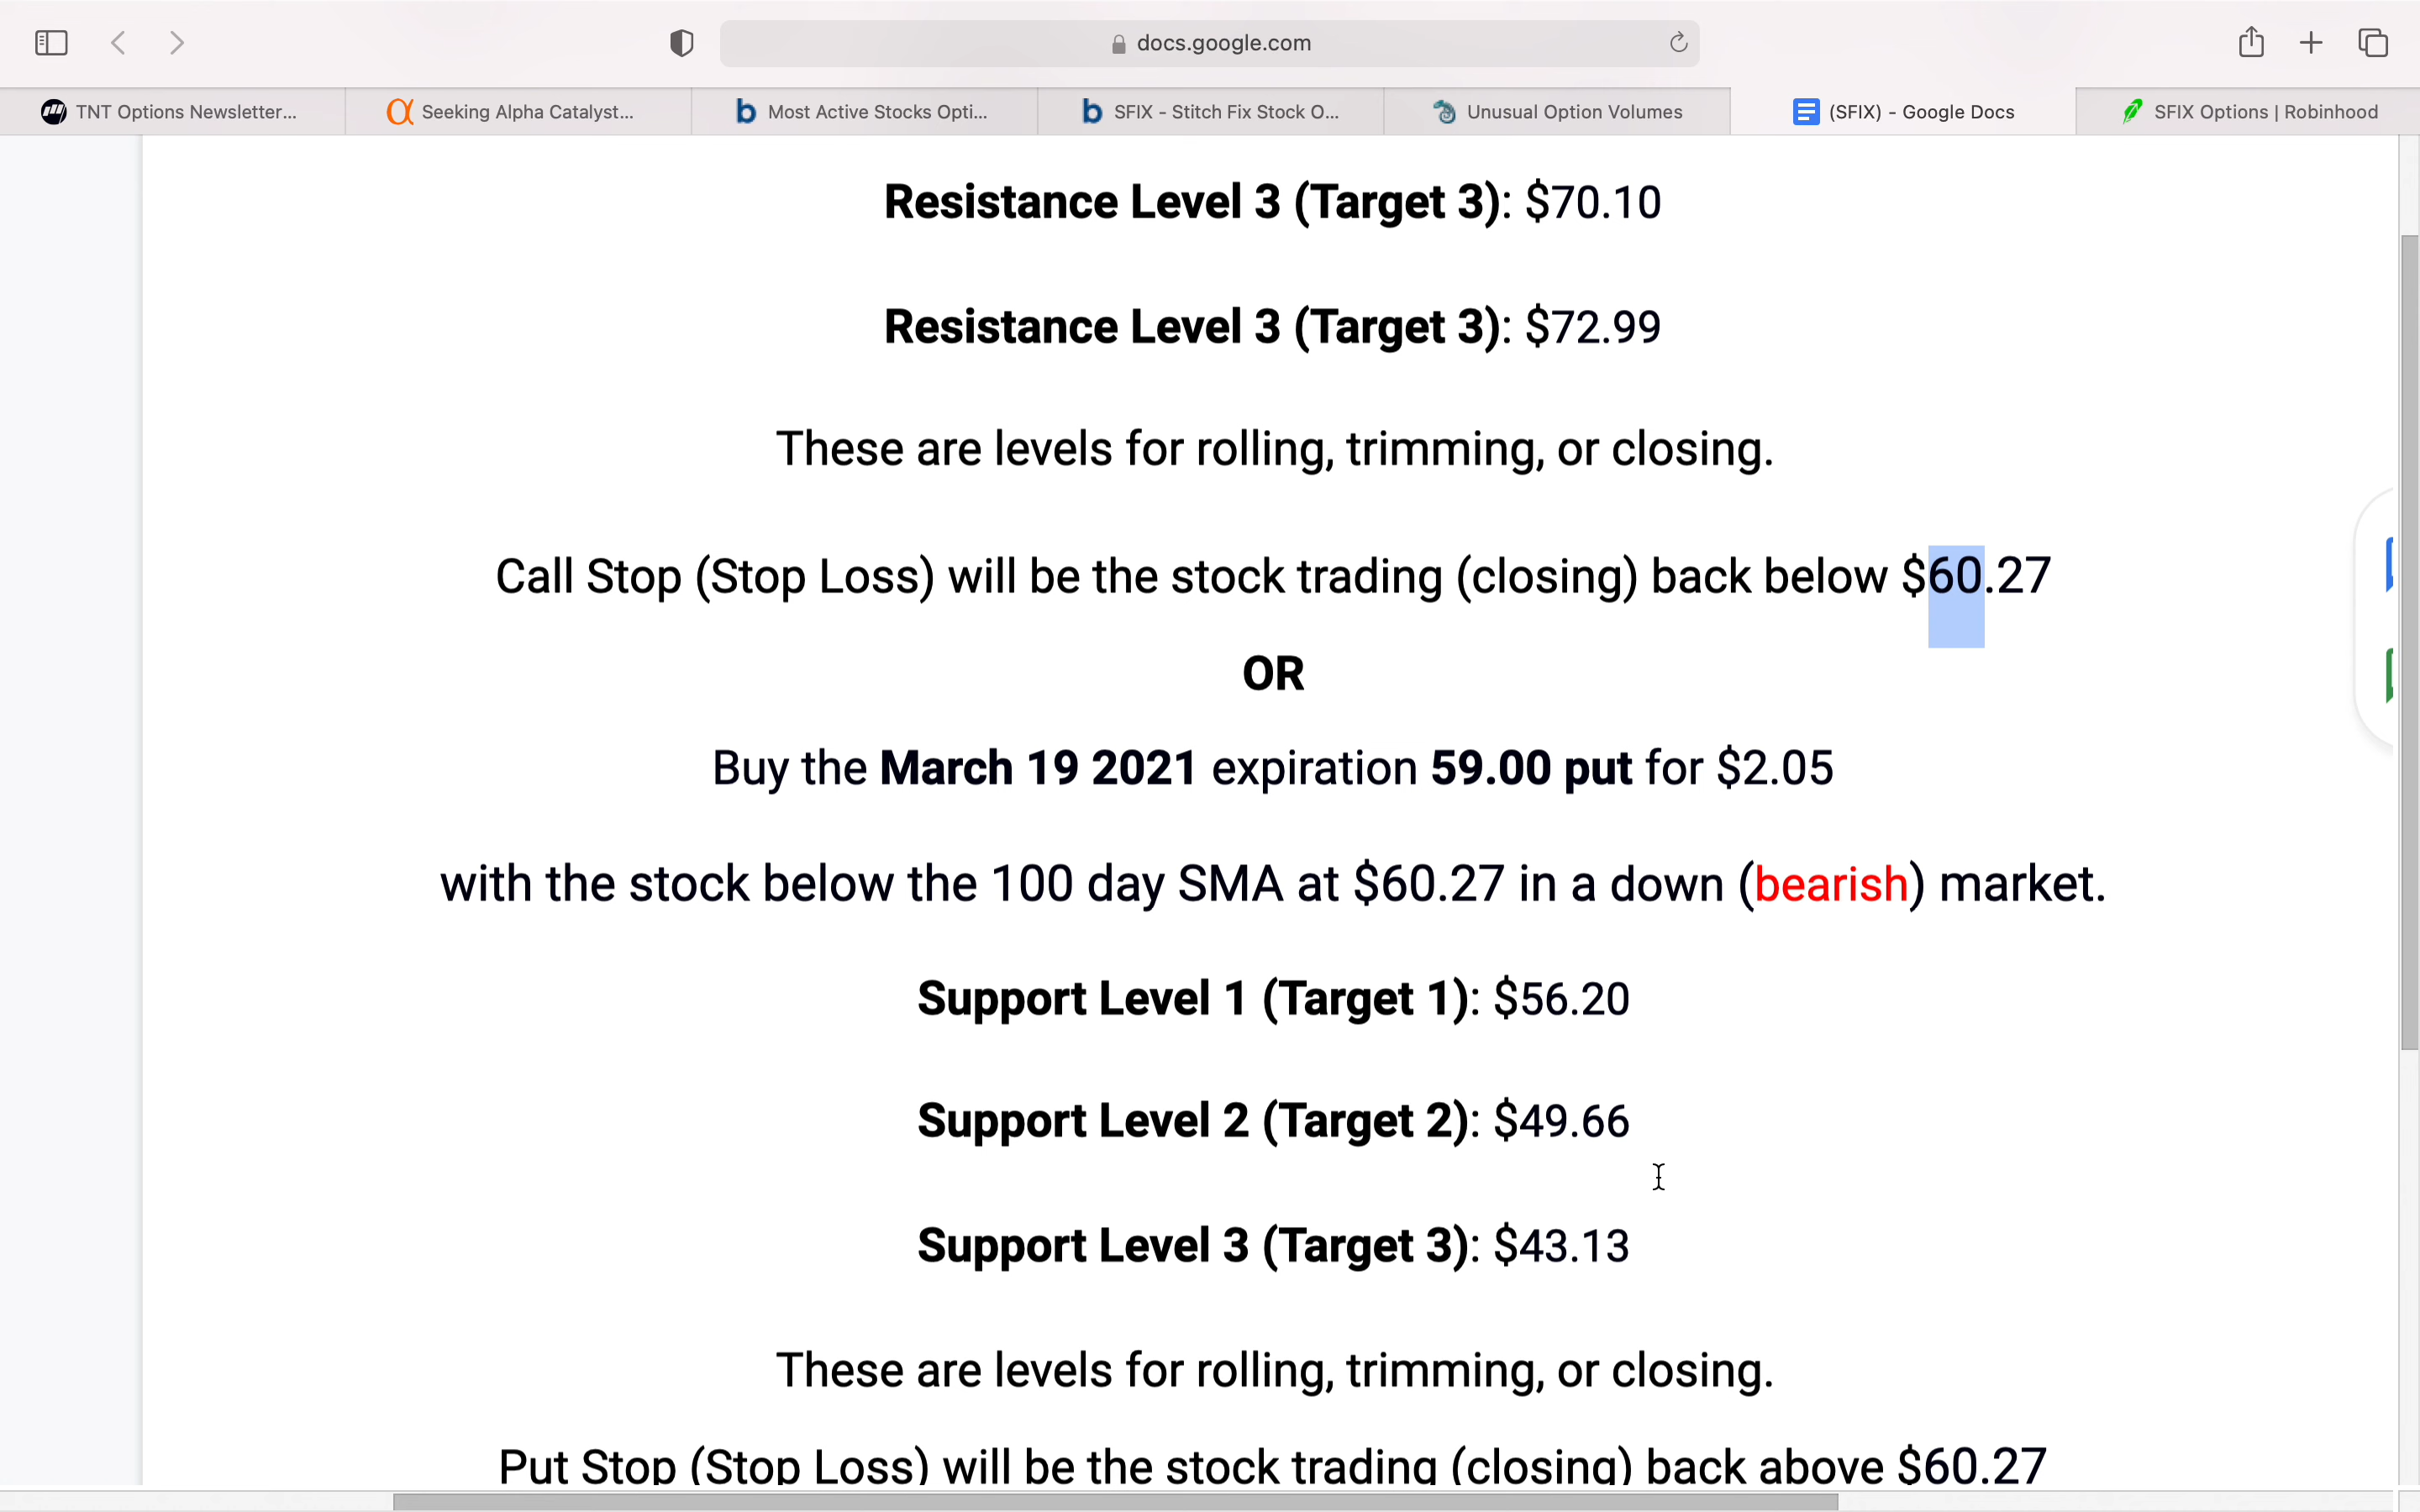 docs.google.com
TNT Options Newsletter...
Seeking Alpha Catalyst...
Most Active Stocks Opti...
SFIX - Stitch Fix Stock O...
Unusual Option Volumes
(SFIX) - Google Docs
SFIX Options | Robinhood
Resistance Level 3 (Target 3): $70.10
Resistance Level 3 (Target 3): $72.99
These are levels for rolling, trimming, or closing.
Call Stop (Stop Loss) will be the stock trading (closing) back below $60.27
OR
Buy the March 19 2021 expiration 59.00 put for $2.05
with the stock below the 100 day SMA at $60.27 in a down (bearish) market.
Support Level 1 (Target 1): $56.20
Support Level 2 (Target 2): $49.66
Support Level 3 (Target 3): $43.13
These are levels for rolling, trimming, or closing.
Put Stop (Stop Loss) will be the stock trading (closing) back above $60.27